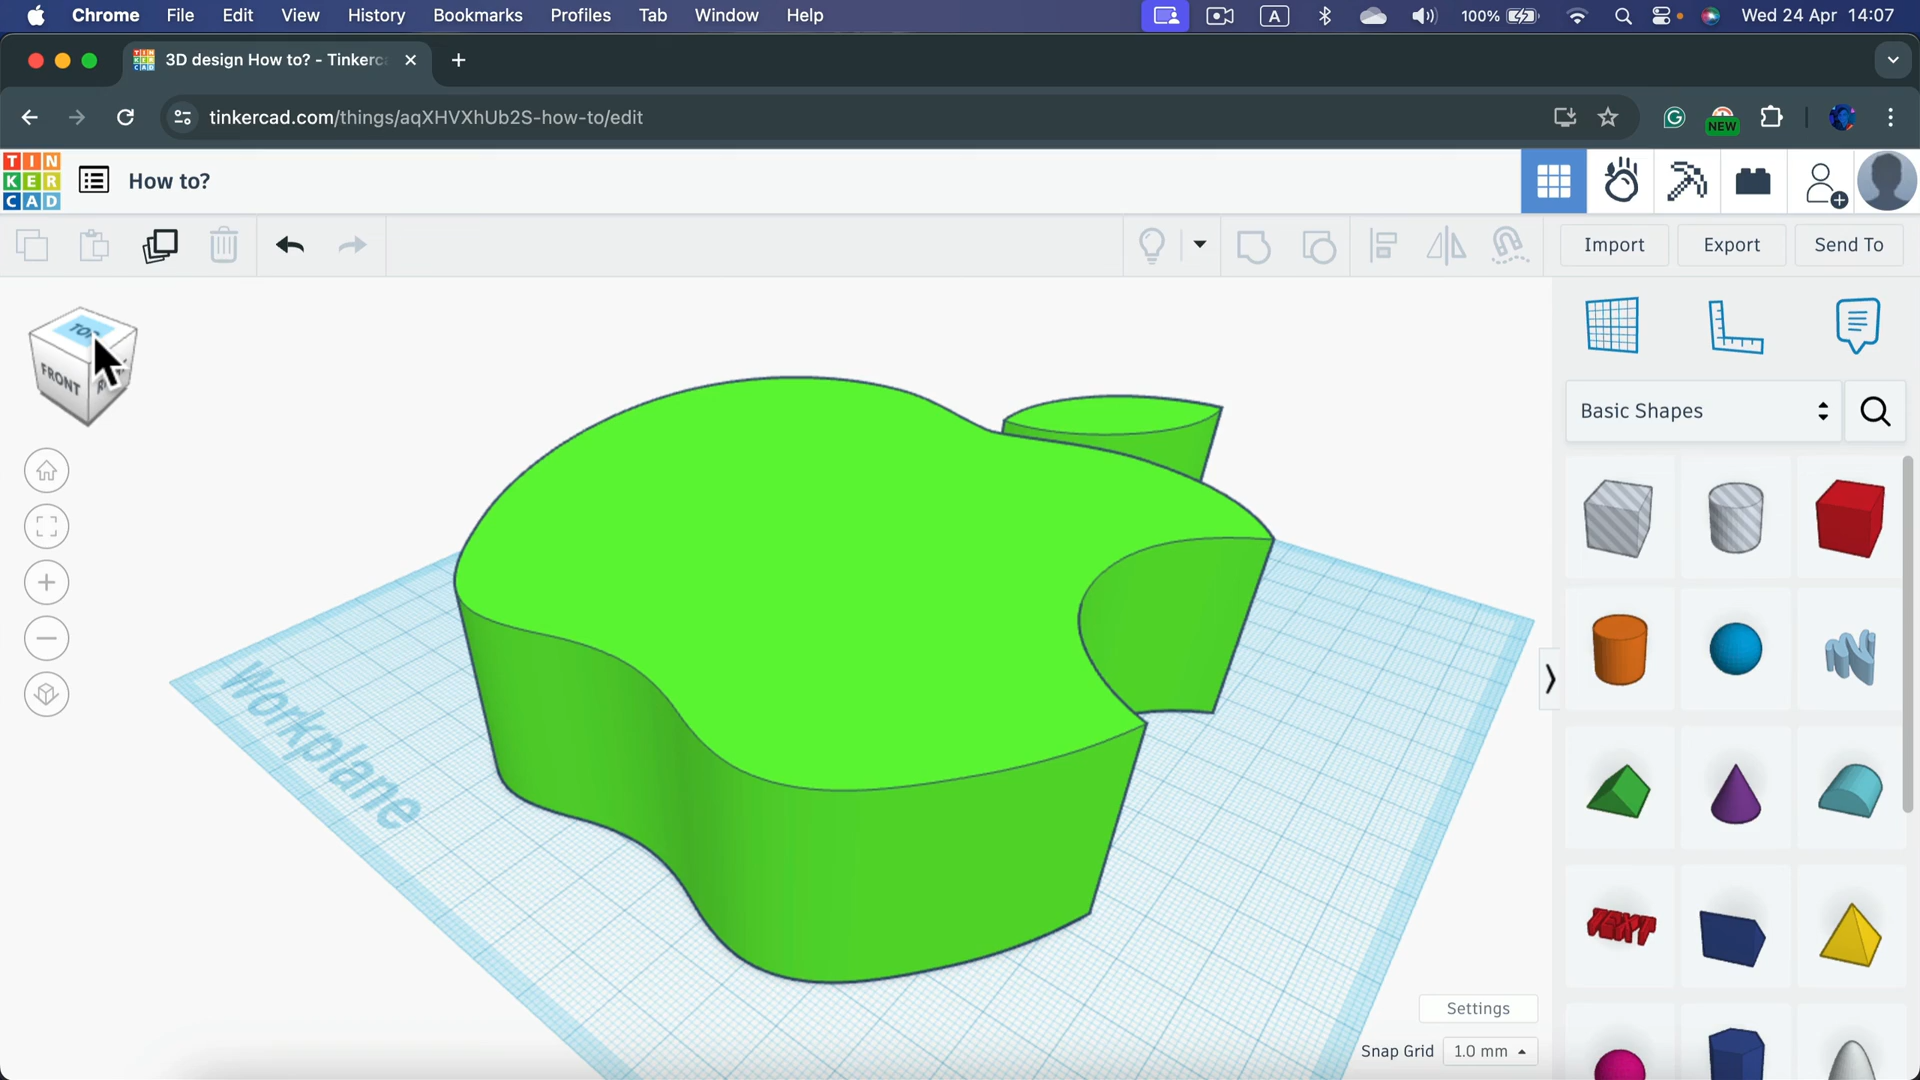 Chrome File Edit View History Bookmarks Profiles Tab Window Help A 100% Wed 24 Apr 14:07
3D design How to? - Tinkerc
tinkercad.com/things/aqXHVXhUb2S-how-to/edit NEW
TIN
KER
CAD
How to?
Import Export Send To
TOP
FRONT
Basic Shapes
Workplane
TEXT
Settings
Snap Grid 1.0 mm